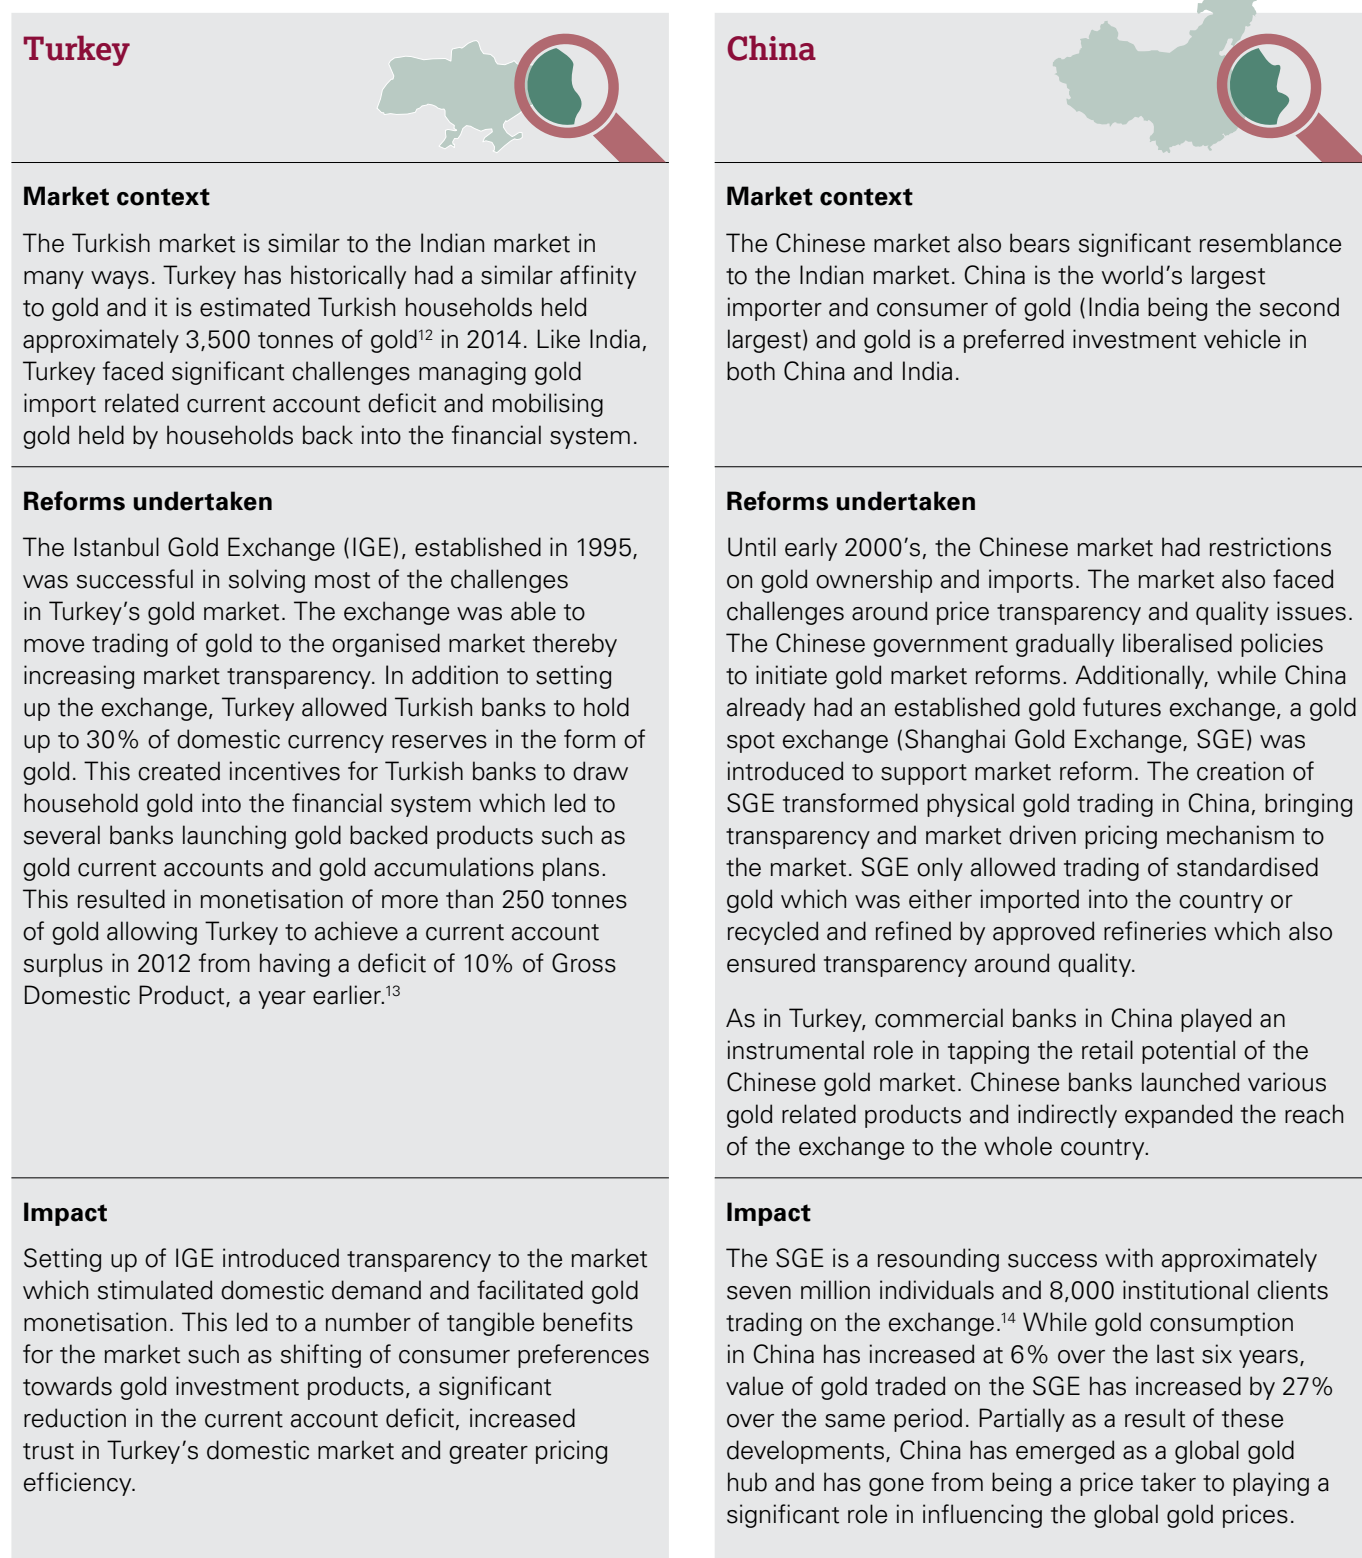 Turkey
Market context
The Turkish market is similar to the Indian market in
many ways. Turkey has historically had a similar affinity
to gold and it is estimated Turkish households held
approximately 3,500 tonnes of gold¹² in 2014. Like India,
Turkey faced significant challenges managing gold
import related current account deficit and mobilising
gold held by households back into the financial system.
Reforms undertaken
The Istanbul Gold Exchange (IGE), established in 1995,
was successful in solving most of the challenges
in Turkey’s gold market. The exchange was able to
move trading of gold to the organised market thereby
increasing market transparency. In addition to setting
up the exchange, Turkey allowed Turkish banks to hold
up to 30% of domestic currency reserves in the form of
gold. This created incentives for Turkish banks to draw
household gold into the financial system which led to
several banks launching gold backed products such as
gold current accounts and gold accumulations plans.
This resulted in monetisation of more than 250 tonnes
of gold allowing Turkey to achieve a current account
surplus in 2012 from having a deficit of 10% of Gross
Domestic Product, a year earlier.¹³
Impact
Setting up of IGE introduced transparency to the market
which stimulated domestic demand and facilitated gold
monetisation. This led to a number of tangible benefits
for the market such as shifting of consumer preferences
towards gold investment products, a significant
reduction in the current account deficit, increased
trust in Turkey’s domestic market and greater pricing
efficiency.
China
Market context
The Chinese market also bears significant resemblance
to the Indian market. China is the world’s largest
importer and consumer of gold (India being the second
largest) and gold is a preferred investment vehicle in
both China and India.
Reforms undertaken
Until early 2000’s, the Chinese market had restrictions
on gold ownership and imports. The market also faced
challenges around price transparency and quality issues.
The Chinese government gradually liberalised policies
to initiate gold market reforms. Additionally, while China
already had an established gold futures exchange, a gold
spot exchange (Shanghai Gold Exchange, SGE) was
introduced to support market reform. The creation of
SGE transformed physical gold trading in China, bringing
transparency and market driven pricing mechanism to
the market. SGE only allowed trading of standardised
gold which was either imported into the country or
recycled and refined by approved refineries which also
ensured transparency around quality.
As in Turkey, commercial banks in China played an
instrumental role in tapping the retail potential of the
Chinese gold market. Chinese banks launched various
gold related products and indirectly expanded the reach
of the exchange to the whole country.
Impact
The SGE is a resounding success with approximately
seven million individuals and 8,000 institutional clients
trading on the exchange.¹⁴ While gold consumption
in China has increased at 6% over the last six years,
value of gold traded on the SGE has increased by 27%
over the same period. Partially as a result of these
developments, China has emerged as a global gold
hub and has gone from being a price taker to playing a
significant role in influencing the global gold prices.